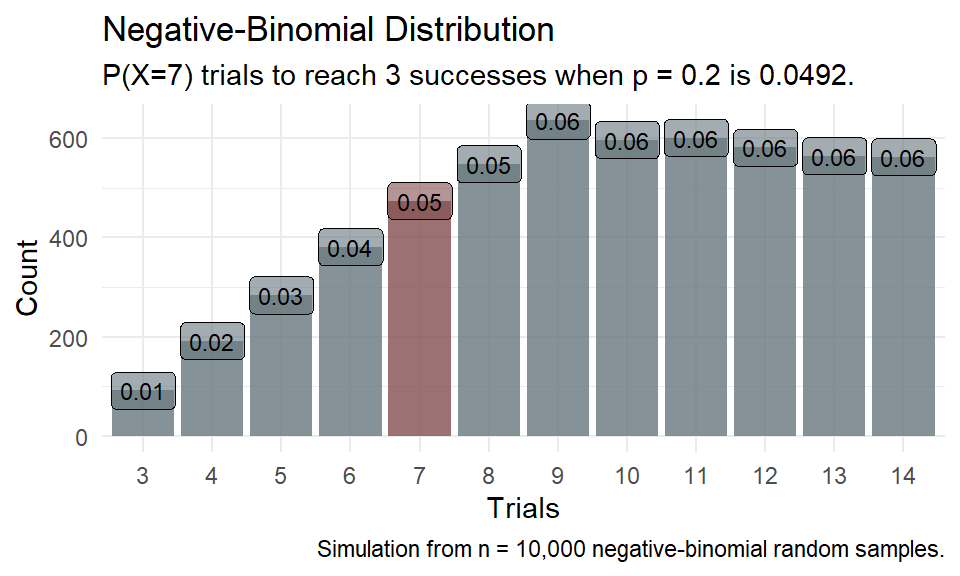 Negative-Binomial Distribution
P(X=7) trials to reach 3 successes when p = 0.2 is 0.0492.
600
400
200
0
Count
0.01
0.02
0.03
0.04
0.05
0.05
0.06
0.06
0.06
0.06
0.06
0.06
3 4 5 6 7 8 9 10 11 12 13 14
Trials
Simulation from n = 10,000 negative-binomial random samples.